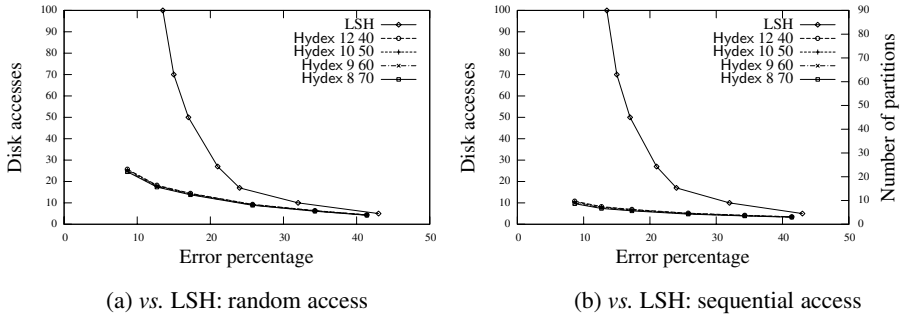 100
90
80
70
60
50
40
30
20
10
0
Disk accesses
LSH
Hydex 12 40
Hydex 10 50
Hydex 9 60
Hydex 8 70
0 10 20 30 40 50
Error percentage
(a) vs. LSH: random access
100
90
80
70
60
50
40
30
20
10
0
Disk accesses
LSH
Hydex 12 40
Hydex 10 50
Hydex 9 60
Hydex 8 70
90
80
70
60
50
40
30
20
10
0
Number of partitions
0 10 20 30 40 50
Error percentage
(b) vs. LSH: sequential access